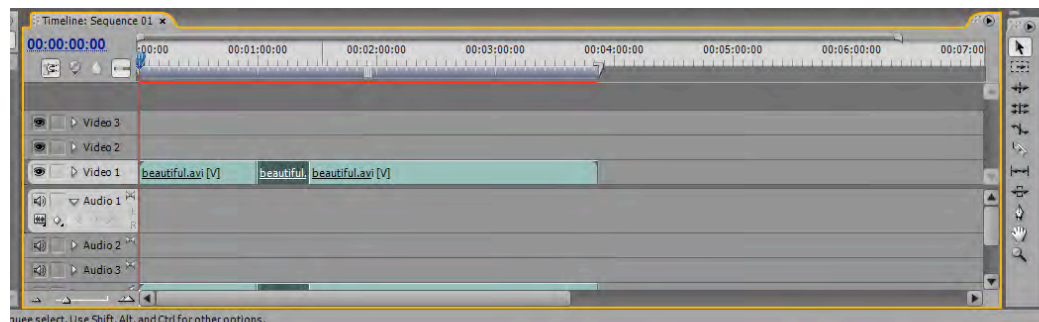 Timeline: Sequence 01 ×
00:00:00:00
:00:00 00:01:00:00 00:02:00:00 00:03:00:00 00:04:00:00 00:05:00:00 00:06:00:00 00:07:00
Video 3
Video 2
Video 1 beautiful.avi [V] beautiful. beautiful.avi [V]
Audio 1
L
R
Audio 2
Audio 3
quee select. Use Shift, Alt, and Ctrl for other options.